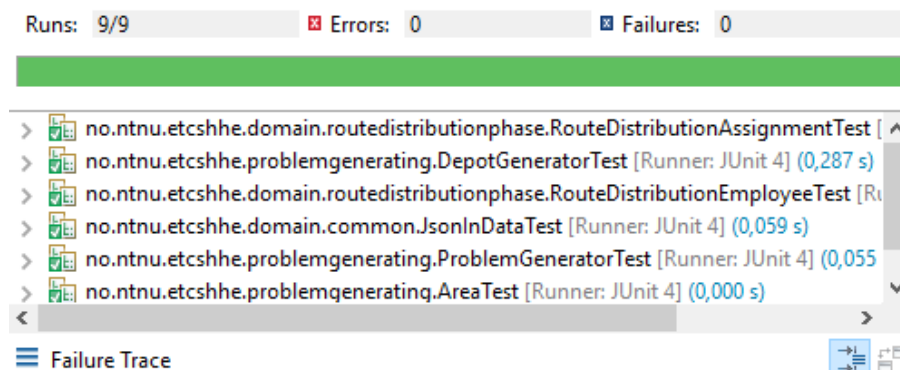 Runs: 9/9 Errors: 0 Failures: 0
no.ntnu.etcshhe.domain.routedistributionphase.RouteDistributionAssignmentTest [
no.ntnu.etcshhe.problemgenerating.DepotGeneratorTest [Runner: JUnit 4] (0,287 s)
no.ntnu.etcshhe.domain.routedistributionphase.RouteDistributionEmployeeTest [Ru
no.ntnu.etcshhe.domain.common.JsonInDataTest [Runner: JUnit 4] (0,059 s)
no.ntnu.etcshhe.problemgenerating.ProblemGeneratorTest [Runner: JUnit 4] (0,055
no.ntnu.etcshhe.problemgenerating.AreaTest [Runner: JUnit 4] (0,000 s)
Failure Trace